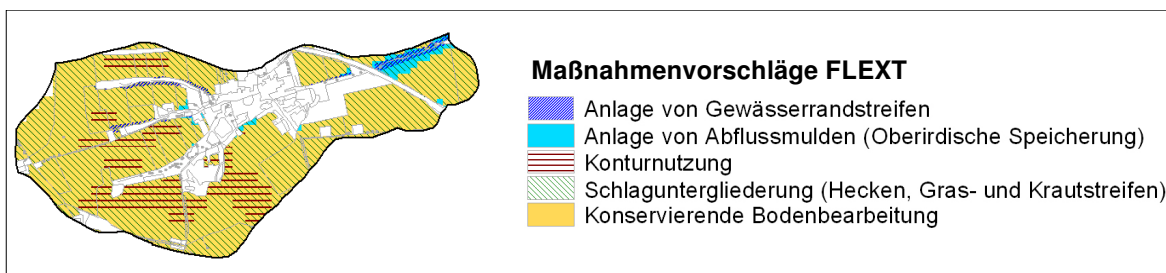 Maßnahmenvorschläge FLEXT
Anlage von Gewässerrandstreifen
Anlage von Abflussmulden (Oberirdische Speicherung)
Konturnutzung
Schlaguntergliederung (Hecken, Gras- und Krautstreifen)
Konservierende Bodenbearbeitung